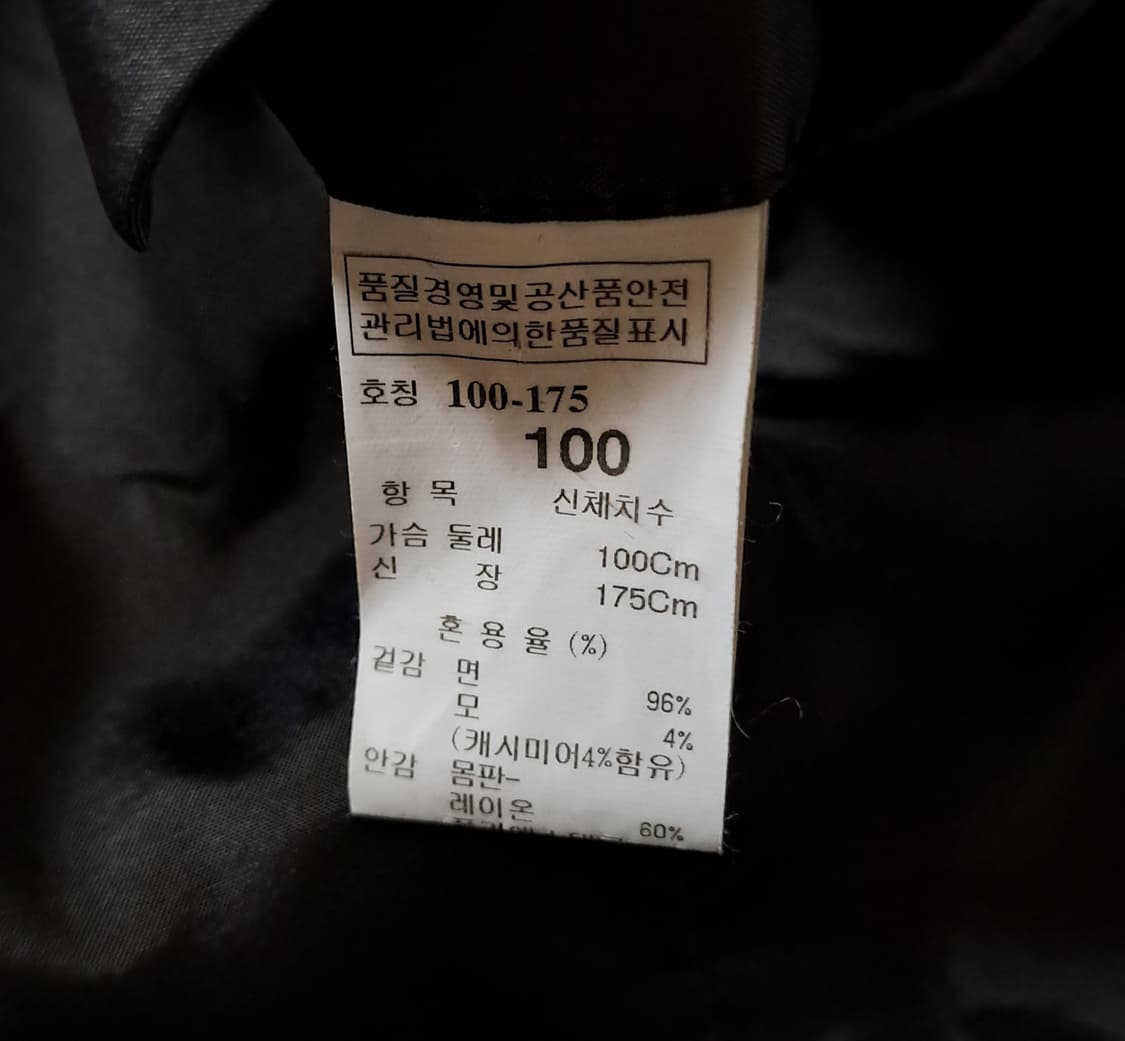 품질경영및공산품안전
관리법에의한품질표시
호칭 100-175
100
항 목 신체치수
가슴 둘레 100Cm
신 장 175Cm
혼 용 율 (%)
겉감 면 96%
모 4%
(캐시미어4%함유)
안감 몸판-
레이온 60%